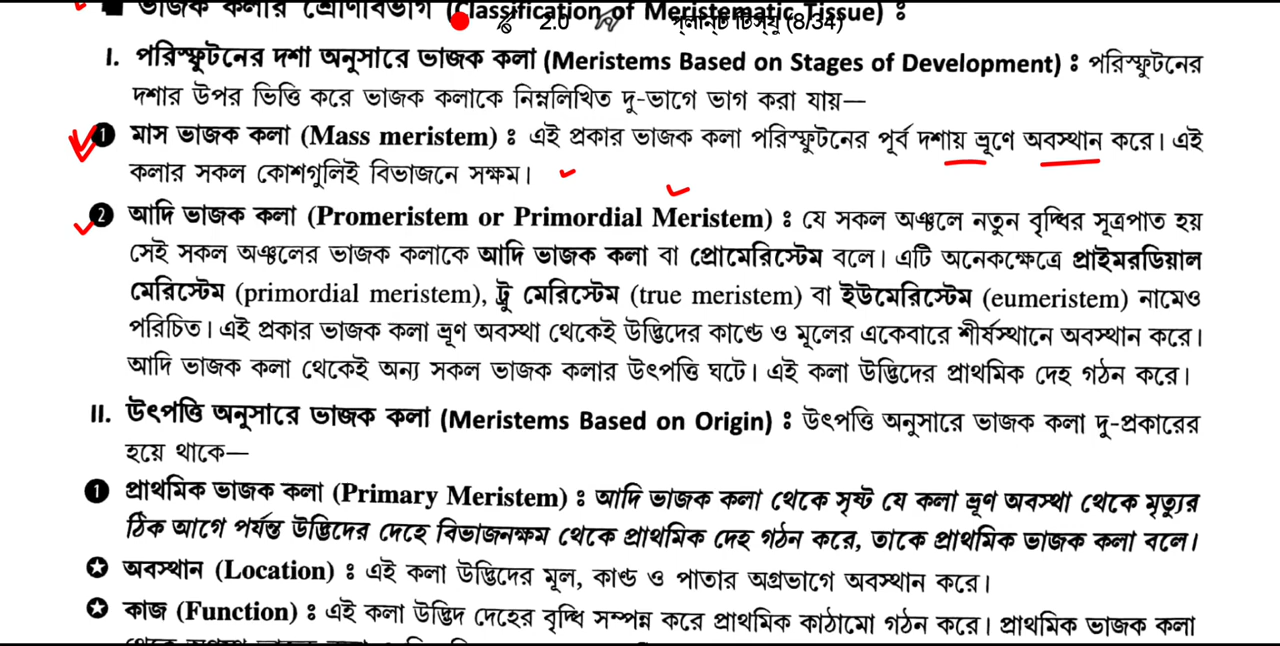 ■ ভাজক কলার শ্রেণিবিভাগ (Classification of Meristematic Tissue) :
2.0 প্লান্ট টিস্যু (8/34)
I. পরিস্ফুটনের দশা অনুসারে ভাজক কলা (Meristems Based on Stages of Development) : পরিস্ফুটনের
দশার উপর ভিত্তি করে ভাজক কলাকে নিম্নলিখিত দু-ভাগে ভাগ করা যায়—
❶ মাস ভাজক কলা (Mass meristem) : এই প্রকার ভাজক কলা পরিস্ফুটনের পূর্ব দশায় ভ্রূণে অবস্থান করে। এই
কলার সকল কোশগুলিই বিভাজনে সক্ষম।
❷ আদি ভাজক কলা (Promeristem or Primordial Meristem) : যে সকল অঞ্চলে নতুন বৃদ্ধির সূত্রপাত হয়
সেই সকল অঞ্চলের ভাজক কলাকে আদি ভাজক কলা বা প্রোমেরিস্টেম বলে। এটি অনেকক্ষেত্রে প্রাইমরডিয়াল
মেরিস্টেম (primordial meristem), ট্রু মেরিস্টেম (true meristem) বা ইউমেরিস্টেম (eumeristem) নামেও
পরিচিত। এই প্রকার ভাজক কলা ভ্রূণ অবস্থা থেকেই উদ্ভিদের কাণ্ডে ও মূলের একেবারে শীর্ষস্থানে অবস্থান করে।
আদি ভাজক কলা থেকেই অন্য সকল ভাজক কলার উৎপত্তি ঘটে। এই কলা উদ্ভিদের প্রাথমিক দেহ গঠন করে।
II. উৎপত্তি অনুসারে ভাজক কলা (Meristems Based on Origin) : উৎপত্তি অনুসারে ভাজক কলা দু-প্রকারের
হয়ে থাকে—
❶ প্রাথমিক ভাজক কলা (Primary Meristem) : আদি ভাজক কলা থেকে সৃষ্ট যে কলা ভ্রূণ অবস্থা থেকে মৃত্যুর
ঠিক আগে পর্যন্ত উদ্ভিদের দেহে বিভাজনক্ষম থেকে প্রাথমিক দেহ গঠন করে, তাকে প্রাথমিক ভাজক কলা বলে।
✪ অবস্থান (Location) : এই কলা উদ্ভিদের মূল, কাণ্ড ও পাতার অগ্রভাগে অবস্থান করে।
✪ কাজ (Function) : এই কলা উদ্ভিদ দেহের বৃদ্ধি সম্পন্ন করে প্রাথমিক কাঠামো গঠন করে। প্রাথমিক ভাজক কলা